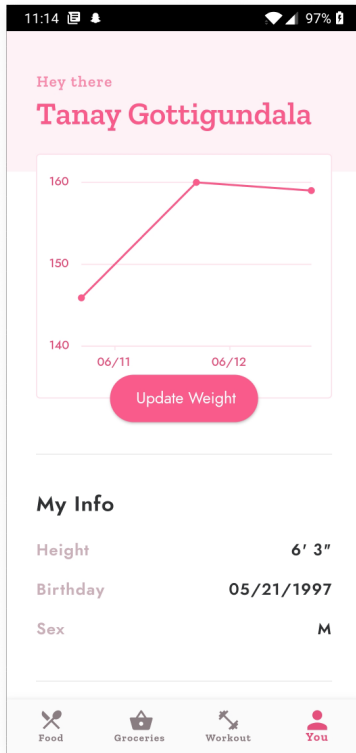 11:14 97%
Hey there
Tanay Gottigundala
160
150
140
06/11 06/12
Update Weight
My Info
Height 6' 3"
Birthday 05/21/1997
Sex M
Food Groceries Workout You